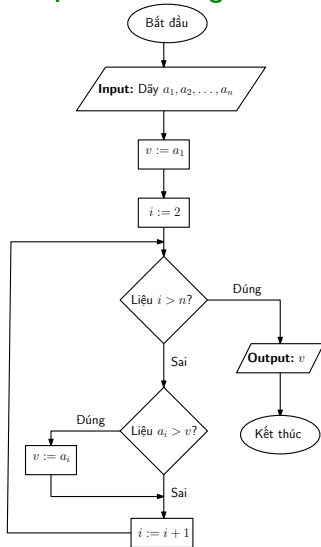 Bắt đầu
Input: Dãy a₁, a₂, . . . , aₙ
v := a₁
i := 2
Liệu i > n?
Đúng
Sai
Output: v
Kết thúc
Liệu aᵢ > v?
Đúng
v := aᵢ
Sai
i := i + 1